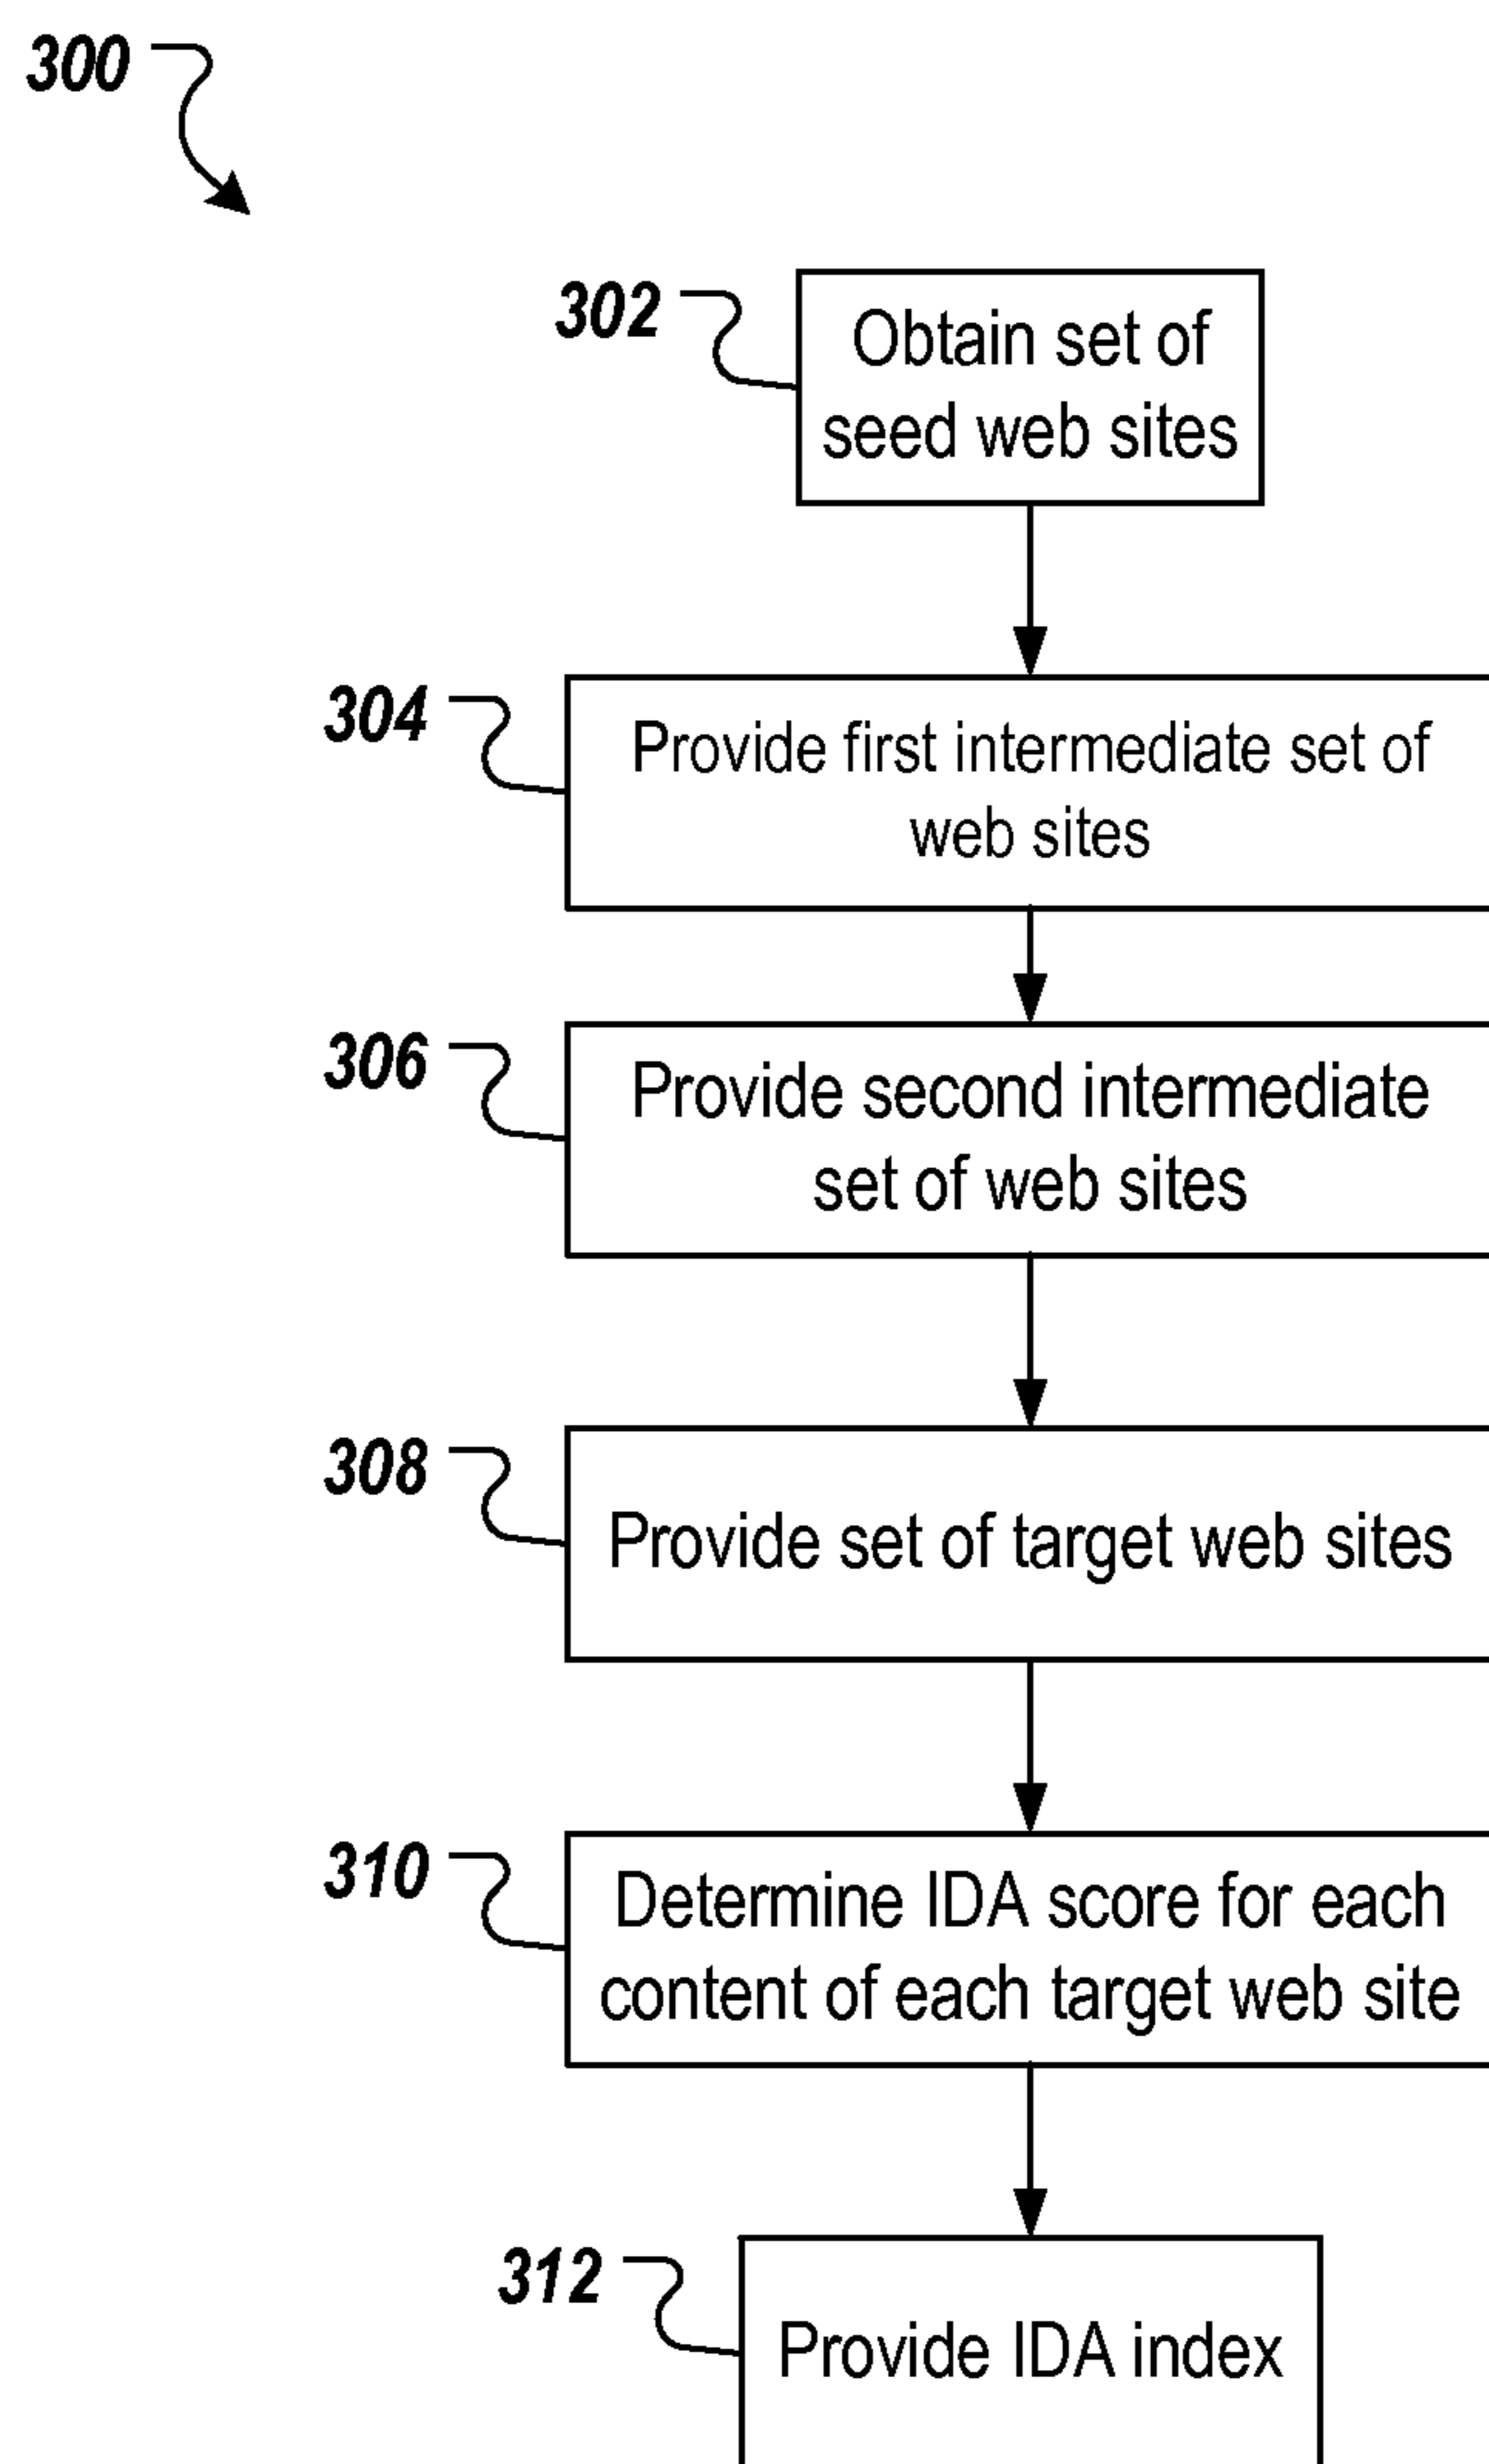 300
302
Obtain set of
seed web sites
304
Provide first intermediate set of
web sites
306
Provide second intermediate
set of web sites
308
Provide set of target web sites
310
Determine IDA score for each
content of each target web site
312
Provide IDA index